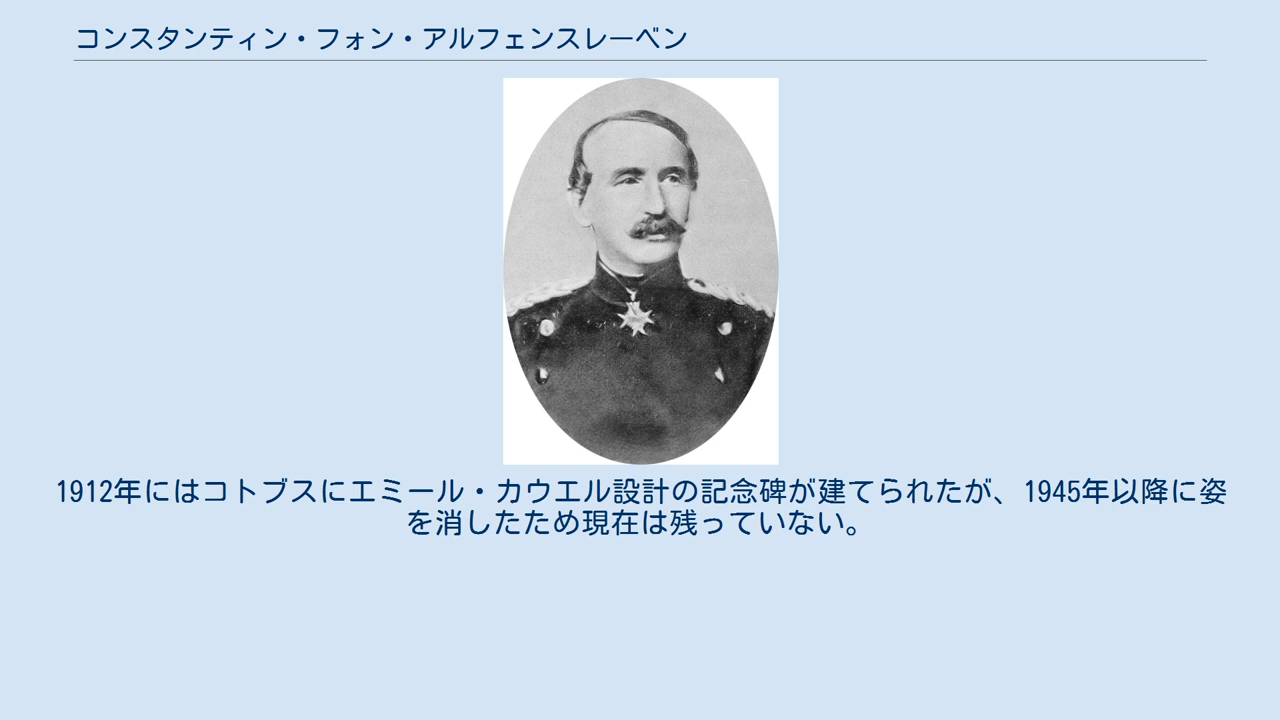 コンスタンティン・フォン・アルフェンスレーベン
1912年にはコトブスにエミール・カウエル設計の記念碑が建てられたが、1945年以降に姿
を消したため現在は残っていない。